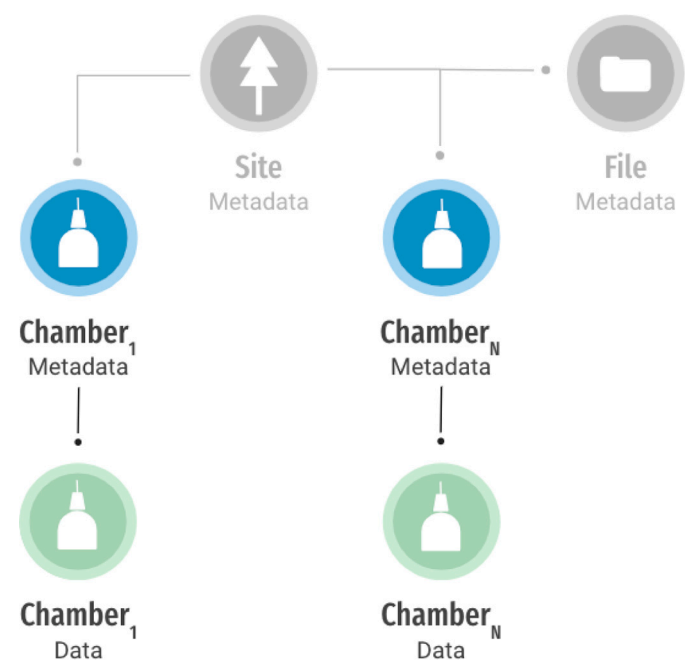 Site
Metadata
File
Metadata
Chamber1
Metadata
ChamberN
Metadata
Chamber1
Data
ChamberN
Data